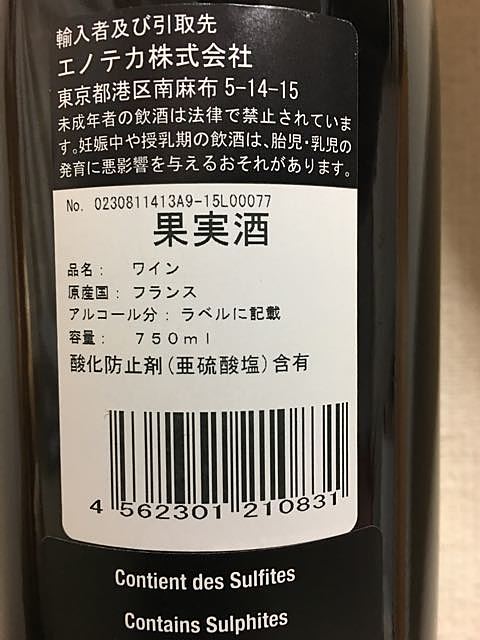 輸入者及び引取先
エノテカ株式会社
東京都港区南麻布 5-14-15
未成年者の飲酒は法律で禁止されていま
す。妊娠中や授乳期の飲酒は、胎児・乳児の
発育に悪影響を与えるおそれがあります。
No. 0230811413A9-15L00077
果実酒
品名： ワイン
原産国： フランス
アルコール分： ラベルに記載
容量： 750ml
酸化防止剤(亜硫酸塩)含有
4 562301 210831
Contient des Sulfites
Contains Sulphites